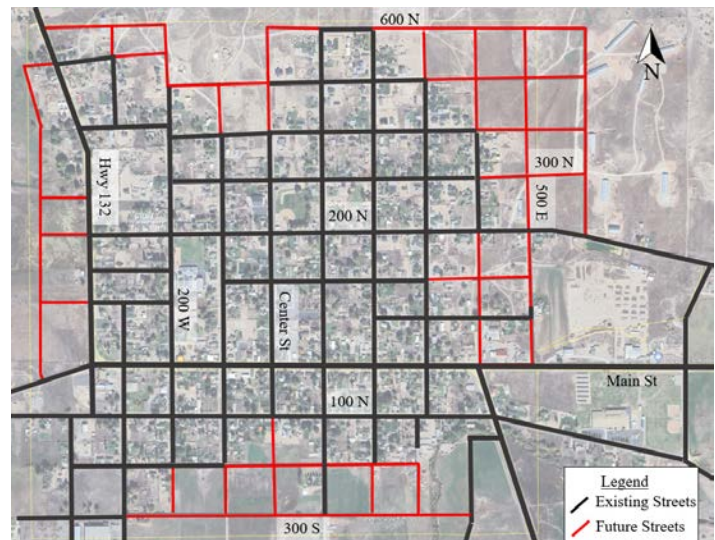 600 N
N
Hwy 132
300 N
500 E
200 N
200 W
Center St
Main St
100 N
300 S
Legend
Existing Streets
Future Streets